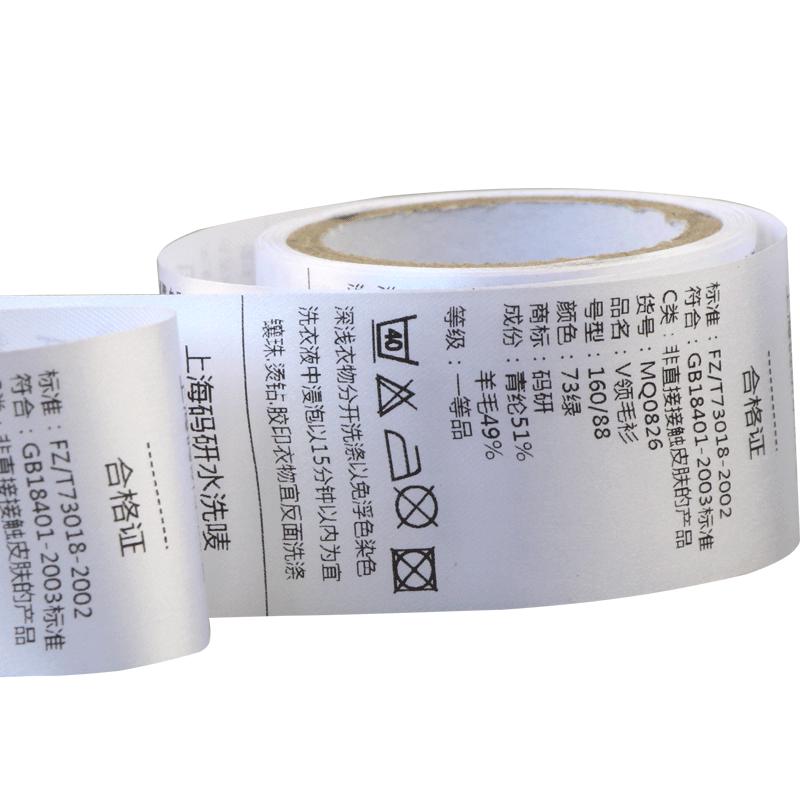 合格证
标准：FZ/T73018-2002
符合：GB18401-2003标准
C类：非直接接触皮肤的产品
货号：MQ0826
品名：V领毛衫
号型：160/88
颜色：73绿
商标：码研
成份：青纶51%
羊毛49%
等级：一等品
40
深浅衣物分开洗涤以免浮色染色
洗衣液中浸泡以15分钟以内为宜
镶珠.烫钻.胶印衣物宜反面洗涤
上海码研水洗唛
合格证
标准：FZ/T73018-2002
符合：GB18401-2003标准
非直接接触皮肤的产品